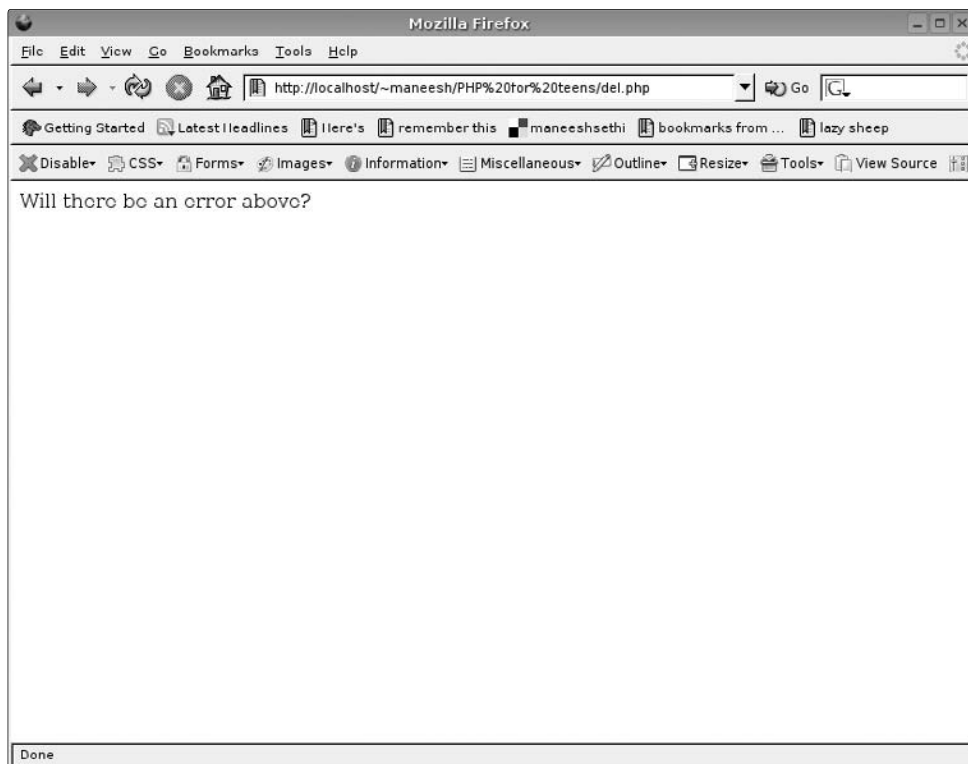 Mozilla Firefox
File Edit View Go Bookmarks Tools Help
http://localhost/~maneesh/PHP%20for%20teens/del.php Go G
Getting Started Latest Headlines Here's remember this maneeshsethi bookmarks from ... lazy sheep
Disable CSS Forms Images Information Miscellaneous Outline Resize Tools View Source
Will there be an error above?
Done